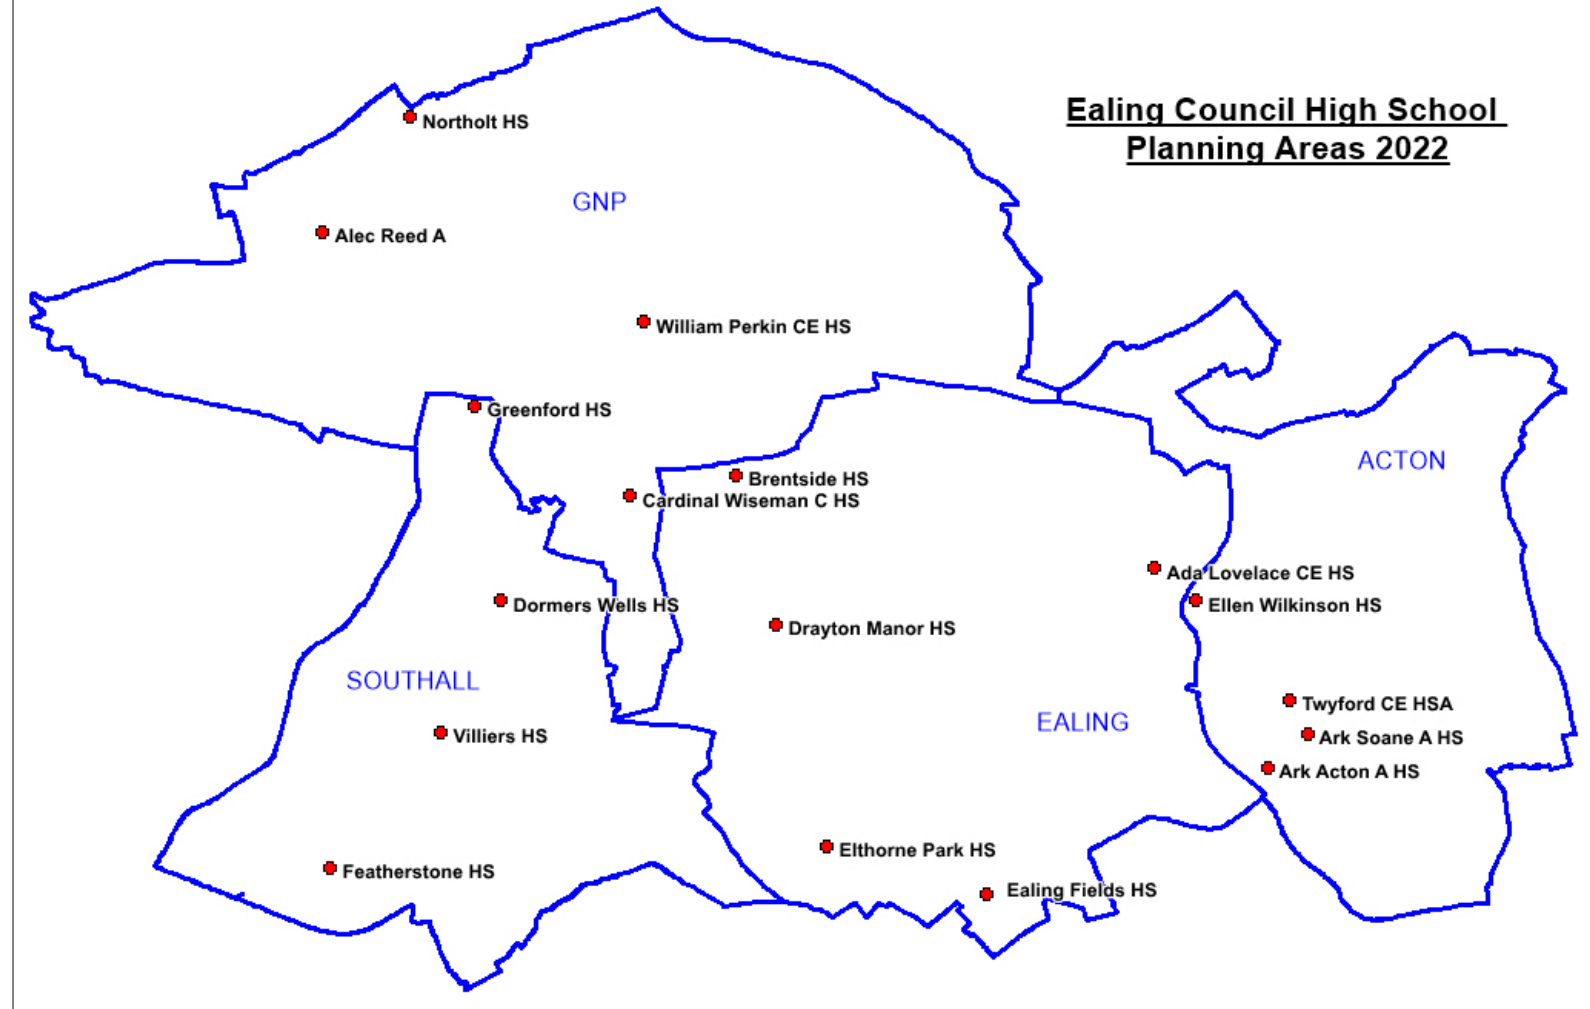 Ealing Council High School
Planning Areas 2022
Northolt HS
GNP
Alec Reed A
William Perkin CE HS
Greenford HS
ACTON
Brentside HS
Cardinal Wiseman C HS
Ada Lovelace CE HS
Dormers Wells HS
Ellen Wilkinson HS
Drayton Manor HS
SOUTHALL
Twyford CE HSA
EALING
Villiers HS
Ark Soane A HS
Ark Acton A HS
Elthorne Park HS
Featherstone HS
Ealing Fields HS